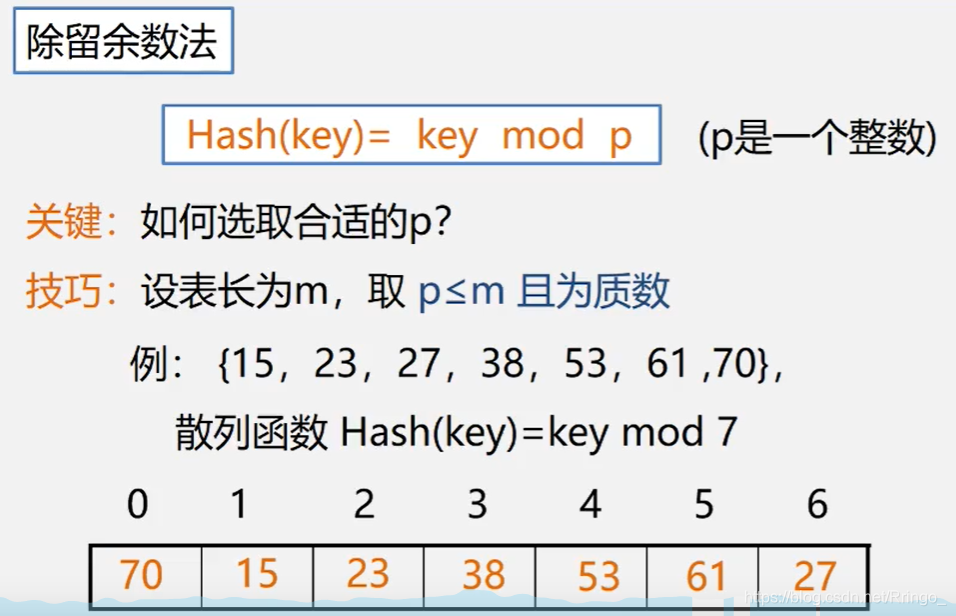 除留余数法
Hash(key)= key mod p (p是一个整数)
关键：如何选取合适的p？
技巧：设表长为m，取 p≤m 且为质数
例： {15，23，27，38，53，61 ,70}，
散列函数 Hash(key)=key mod 7
0 1 2 3 4 5 6
70 15 23 38 53 61 27
https://blog.csdn.net/Rringo_